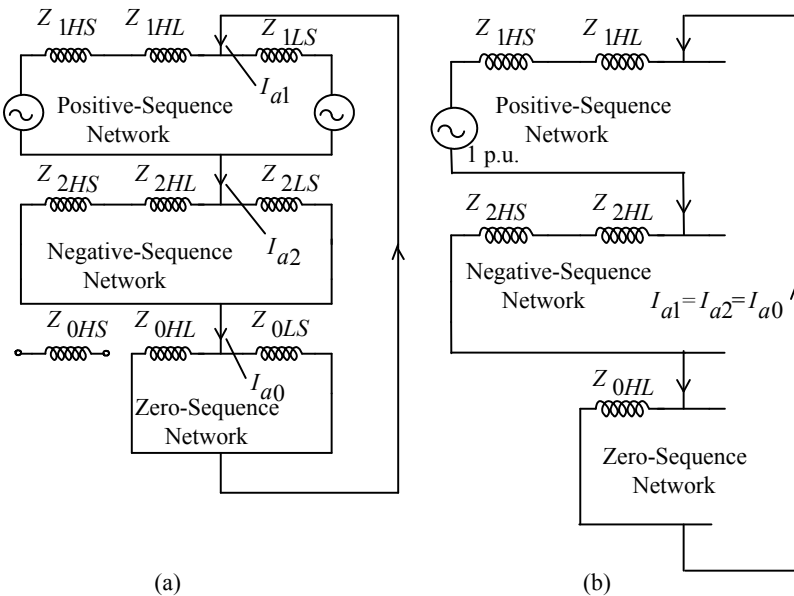 Z 1HS Z 1HL Z 1LS
I a1
Positive-Sequence
Network
Z 2HS Z 2HL Z 2LS
I a2
Negative-Sequence
Network
Z 0HS Z 0HL Z 0LS
I a0
Zero-Sequence
Network
(a)
Z 1HS Z 1HL
Positive-Sequence
Network
1 p.u.
Z 2HS Z 2HL
Negative-Sequence
Network
I a1 = I a2 = I a0
Z 0HL
Zero-Sequence
Network
(b)